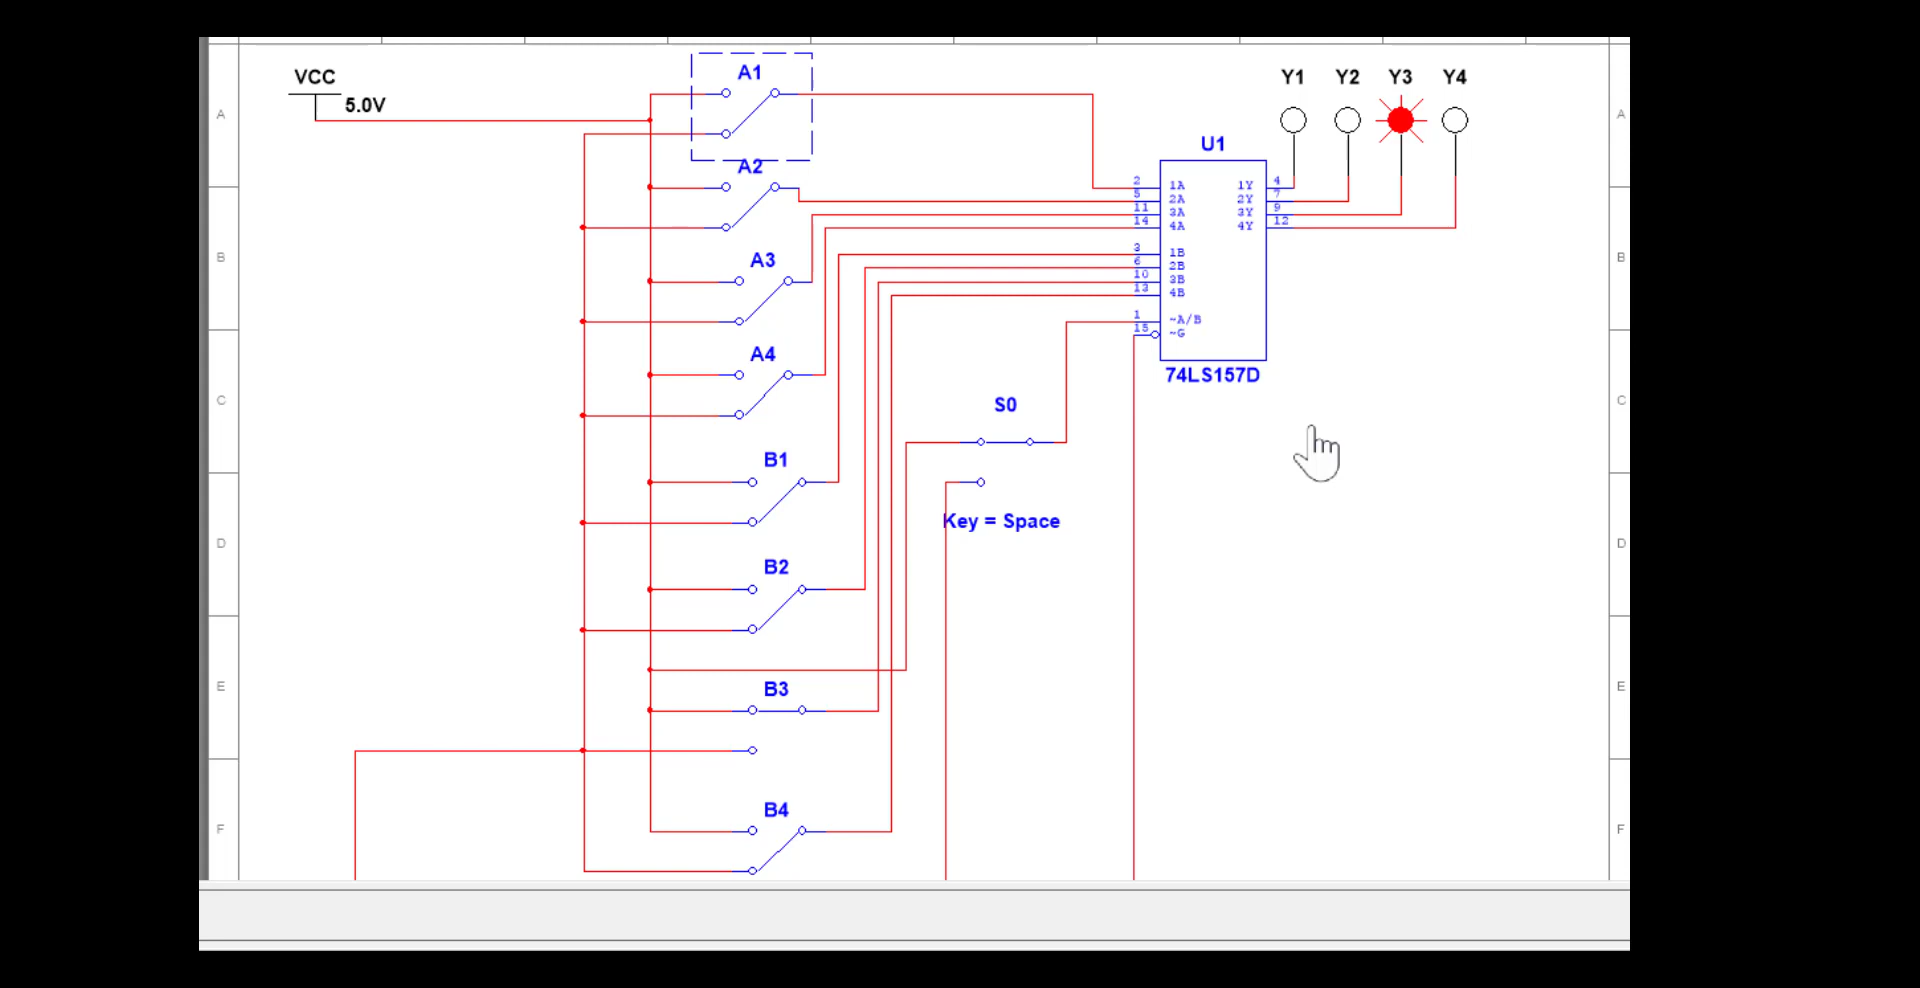 VCC
5.0V
A1
A2
A3
A4
B1
B2
B3
B4
S0
Key = Space
U1
2 1A 1Y 4
5 2A 2Y 7
11 3A 3Y 9
14 4A 4Y 12
3 1B
6 2B
10 3B
13 4B
1 ~A/B
15 ~G
74LS157D
Y1 Y2 Y3 Y4
A A
B B
C C
D D
E E
F F